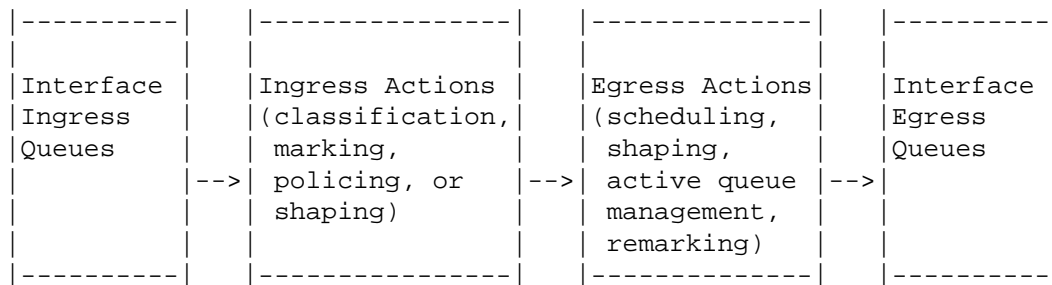 |----------|   |----------------|   |--------------|   |----------
|          |   |                |   |              |   |
|Interface |   |Ingress Actions |   |Egress Actions|   |Interface
|Ingress   |   |(classification,|   |(scheduling,  |   |Egress
|Queues    |   | marking,       |   | shaping,     |   |Queues
|          |-->| policing, or   |-->| active queue |-->|
|          |   | shaping)       |   | management,  |   |
|          |   |                |   | remarking)   |   |
|----------|   |----------------|   |--------------|   |----------